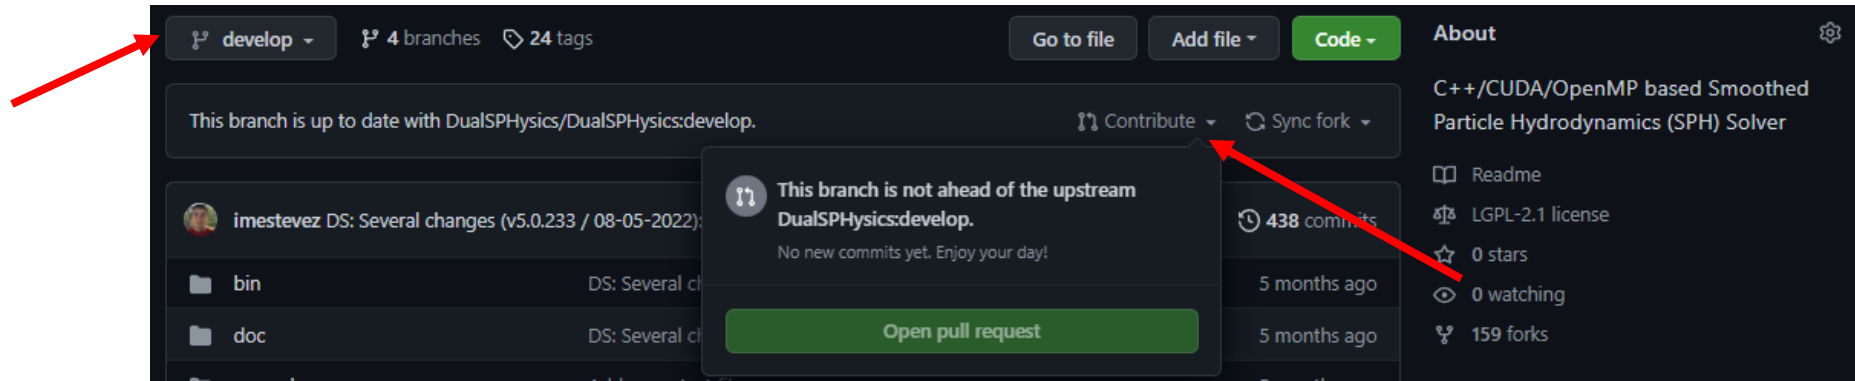 develop
4 branches
24 tags
Go to file
Add file
Code
This branch is up to date with DualSPHysics/DualSPHysics:develop.
Contribute
Sync fork
This branch is not ahead of the upstream
DualSPHysics:develop.
No new commits yet. Enjoy your day!
Open pull request
imestevez DS: Several changes (v5.0.233 / 08-05-2022):
438 commits
bin
DS: Several
5 months ago
doc
DS: Several
5 months ago
About
C++/CUDA/OpenMP based Smoothed
Particle Hydrodynamics (SPH) Solver
Readme
LGPL-2.1 license
0 stars
0 watching
159 forks